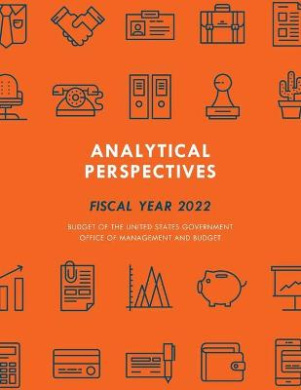 ANALYTICAL
PERSPECTIVES
FISCAL YEAR 2022
BUDGET OF THE UNITED STATES GOVERNMENT
OFFICE OF MANAGEMENT AND BUDGET